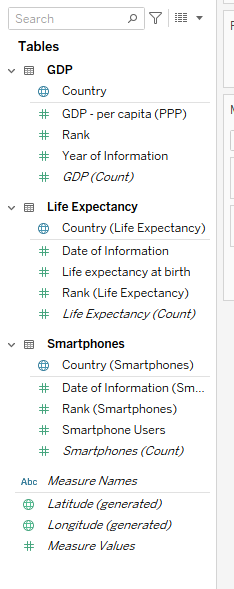 Search
Tables
GDP
Country
GDP - per capita (PPP)
Rank
Year of Information
GDP (Count)
Life Expectancy
Country (Life Expectancy)
Date of Information
Life expectancy at birth
Rank (Life Expectancy)
Life Expectancy (Count)
Smartphones
Country (Smartphones)
Date of Information (Sm...
Rank (Smartphones)
Smartphone Users
Smartphones (Count)
Abc Measure Names
Latitude (generated)
Longitude (generated)
Measure Values